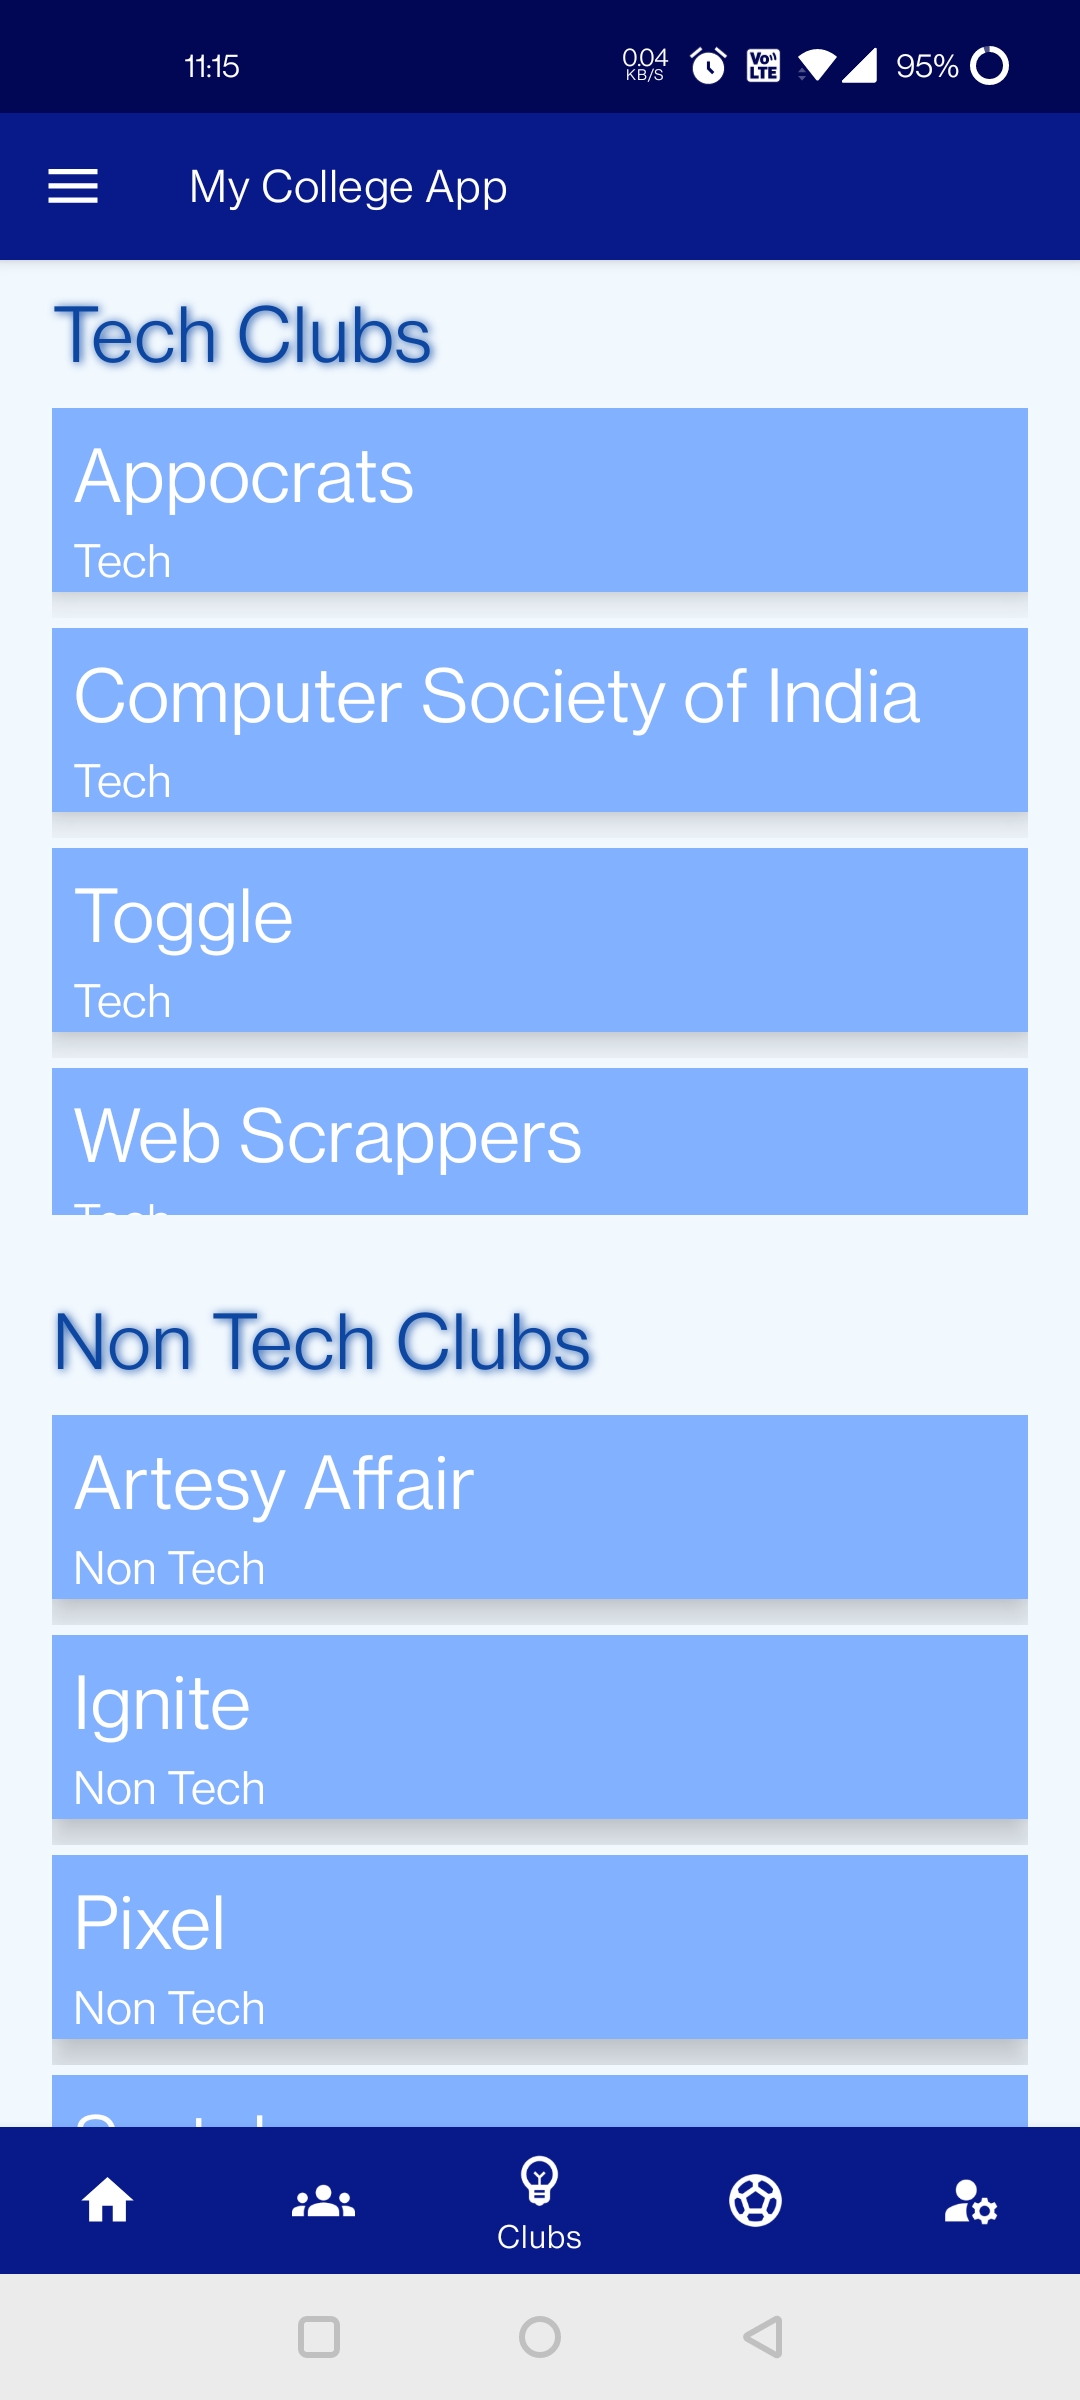 11:15
0.04
KB/S
Vo
LTE
95%
My College App
Tech Clubs
Appocrats
Tech
Computer Society of India
Tech
Toggle
Tech
Web Scrappers
Tech
Non Tech Clubs
Artesy Affair
Non Tech
Ignite
Non Tech
Pixel
Non Tech
Clubs